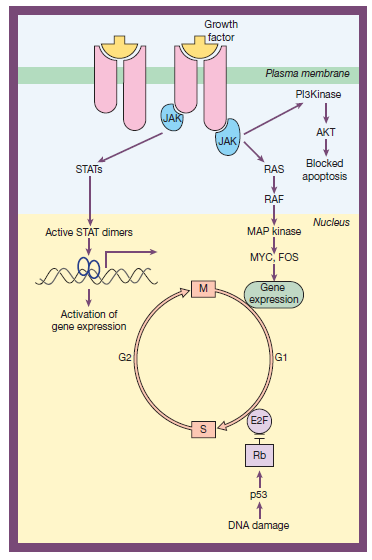 Growth
factor
Plasma membrane
PI3Kinase
JAK
JAK
AKT
STATs
RAS
Blocked
apoptosis
RAF
Nucleus
Active STAT dimers
MAP kinase
MYC, FOS
M
Gene
expression
Activation of
gene expression
G2
G1
E2F
S
Rb
p53
DNA damage